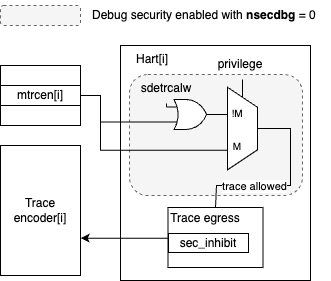 Debug security enabled with nsecdbg = 0
Hart[i]
privilege
mtrcen[i]
sdetrcalw
!M
M
trace allowed
Trace
encoder[i]
Trace egress
sec_inhibit